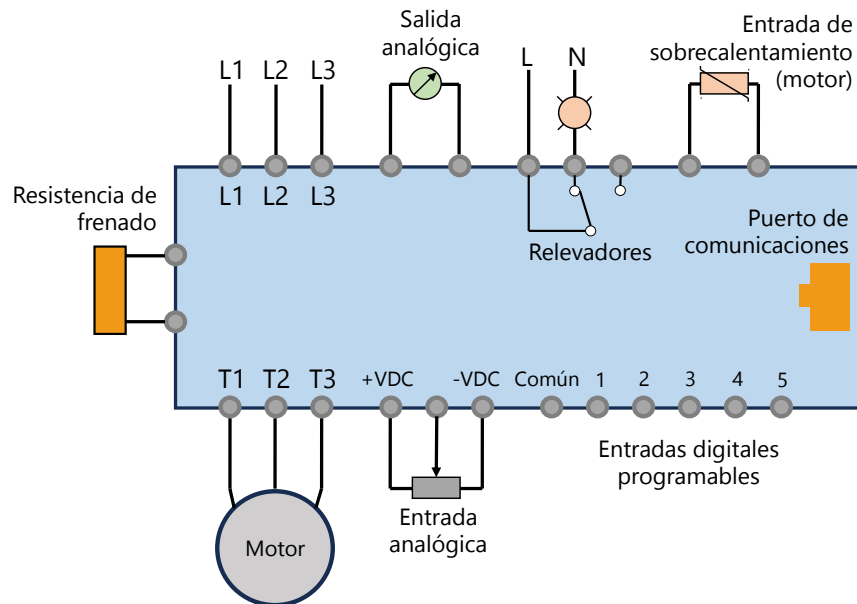 Salida
analógica
Entrada de
sobrecalentamiento
(motor)
L1 L2 L3
L N
L1 L2 L3
Resistencia de
frenado
Relevadores
Puerto de
comunicaciones
T1 T2 T3 +VDC -VDC Común 1 2 3 4 5
Entradas digitales
programables
Entrada
analógica
Motor